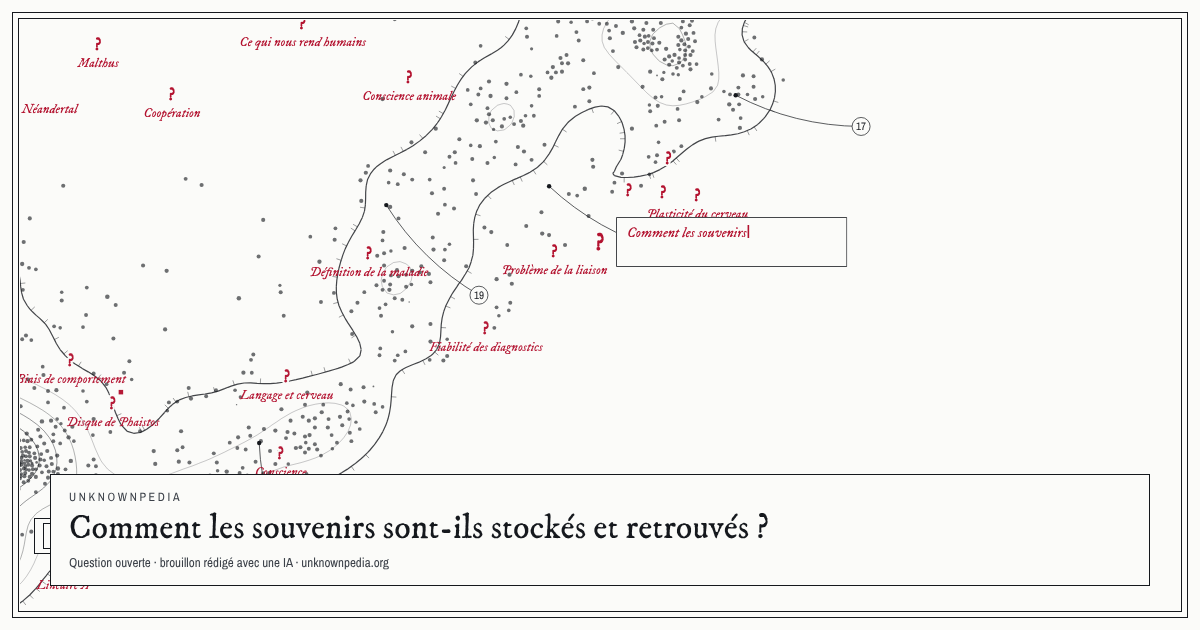 Ce qui nous rend humains
Malthus
Conscience animale
Néandertal
Coopération
17
Plasticité du cerveau
Comment les souvenirs
Définition de la maladie
Problème de la liaison
19
Fiabilité des diagnostics
Biais de comportement
Langage et cerveau
Disque de Phaistos
Conscience
UNKNOWNPEDIA
Comment les souvenirs sont-ils stockés et retrouvés ?
Question ouverte · brouillon rédigé avec une IA · unknownpedia.org
Linéaire A